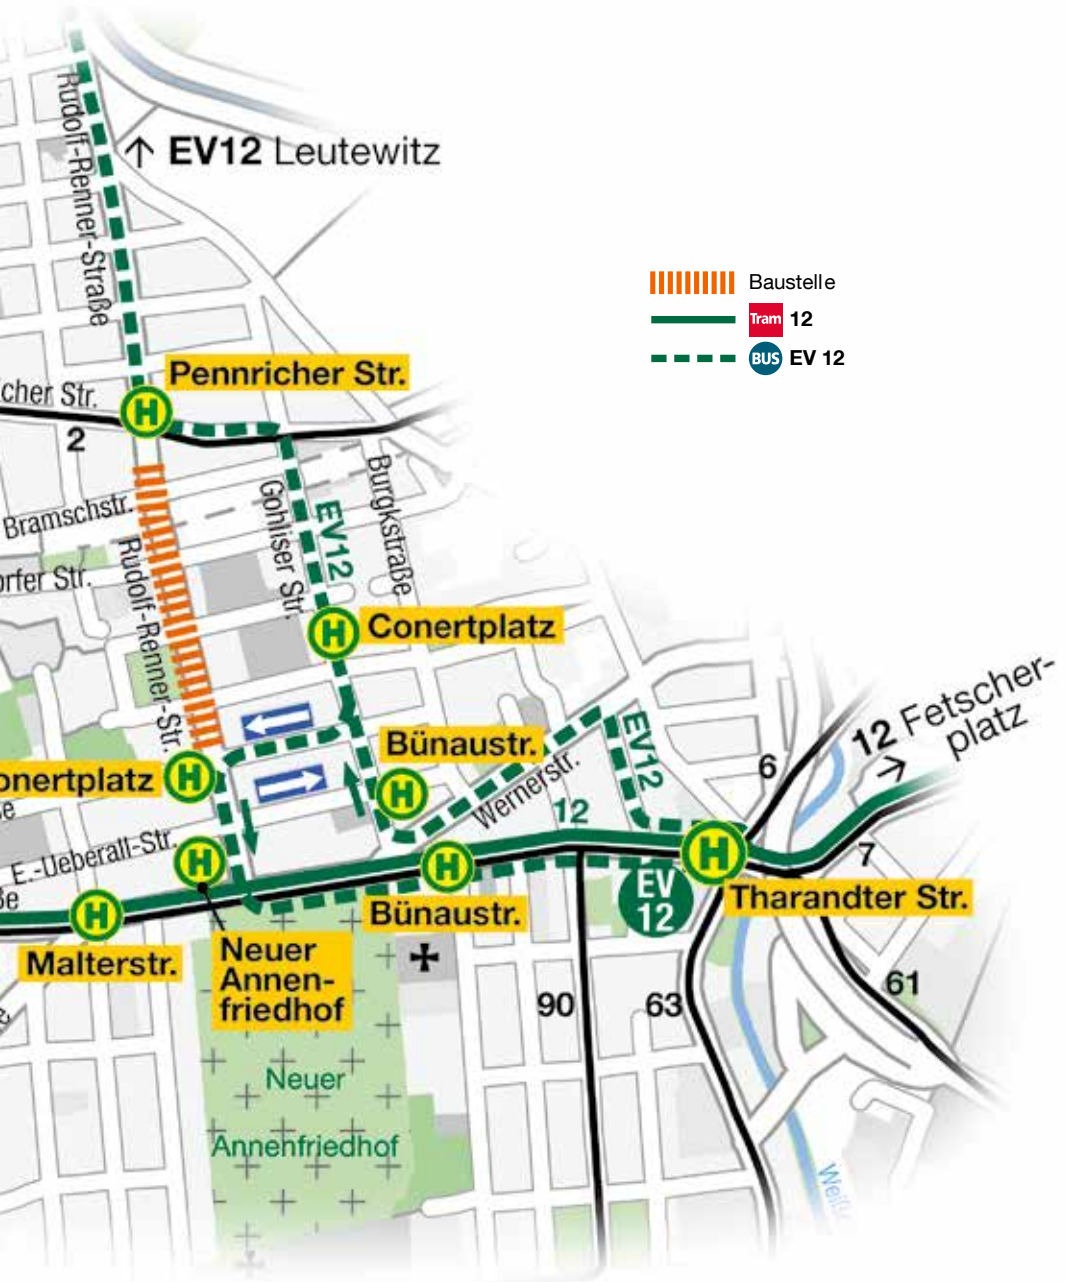 Rudolf-Renner-Straße
↑ EV12 Leutewitz
Baustelle
Tram 12
BUS EV 12
Pennricher Str.
cher Str.
H
2
Bramschstr.
Gohliser Str.
EV12
Burgkstraße
orfer Str.
Rudolf-Renner-Str.
H
Conertplatz
12 Fetscher-
platz
Bünaustr.
EV12
6
onertplatz
H
H
Wernerstr.
12
7
E.-Ueberall-Str.
ße
H
H
H
EV
12
Tharandter Str.
H
Bünaustr.
Malterstr.
Neuer
Annen-
friedhof
90
63
61
Neuer
Annenfriedhof
Weiße